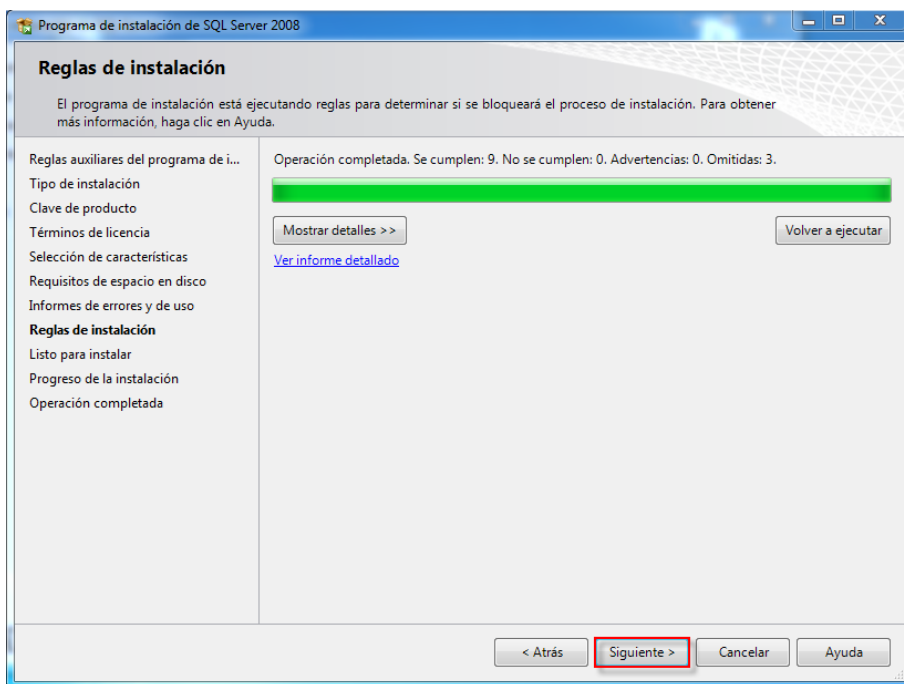 Programa de instalación de SQL Server 2008
Reglas de instalación
El programa de instalación está ejecutando reglas para determinar si se bloqueará el proceso de instalación. Para obtener
más información, haga clic en Ayuda.
Reglas auxiliares del programa de i...
Tipo de instalación
Clave de producto
Términos de licencia
Selección de características
Requisitos de espacio en disco
Informes de errores y de uso
Reglas de instalación
Listo para instalar
Progreso de la instalación
Operación completada
Operación completada. Se cumplen: 9. No se cumplen: 0. Advertencias: 0. Omitidas: 3.
Mostrar detalles >>
Volver a ejecutar
Ver informe detallado
< Atrás
Siguiente >
Cancelar
Ayuda